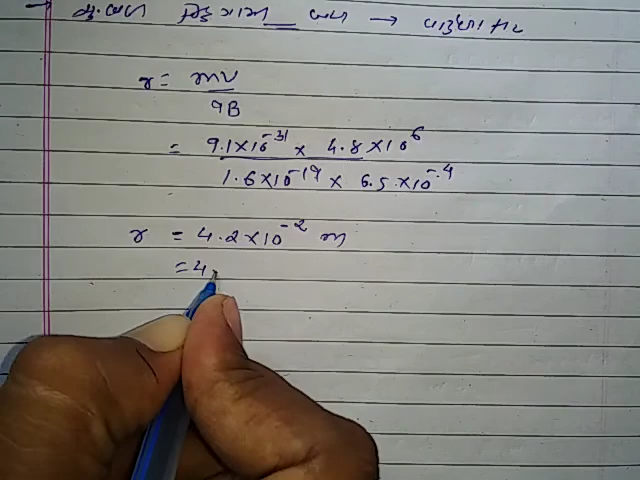 r = mv
qB
= 9.1×10⁻³¹ × 4.8×10⁶
1.6×10⁻¹⁹ × 6.5×10⁻⁴
r = 4.2×10⁻² m
= 4.